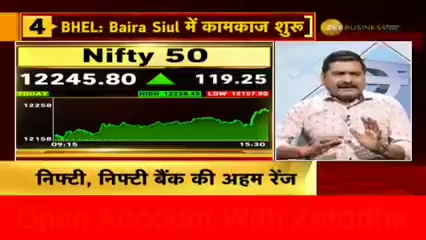 4 BHEL: Baira Siul में कामकाज शुरू
ZEEBUSINESS
Nifty 50
12245.80 119.25
TODAY HIGH 12258.45 LOW 12157.90
12258
12158
09:15 15:30
निफ्टी, निफ्टी बैंक की अहम रेंज
Open Account With Zerodha